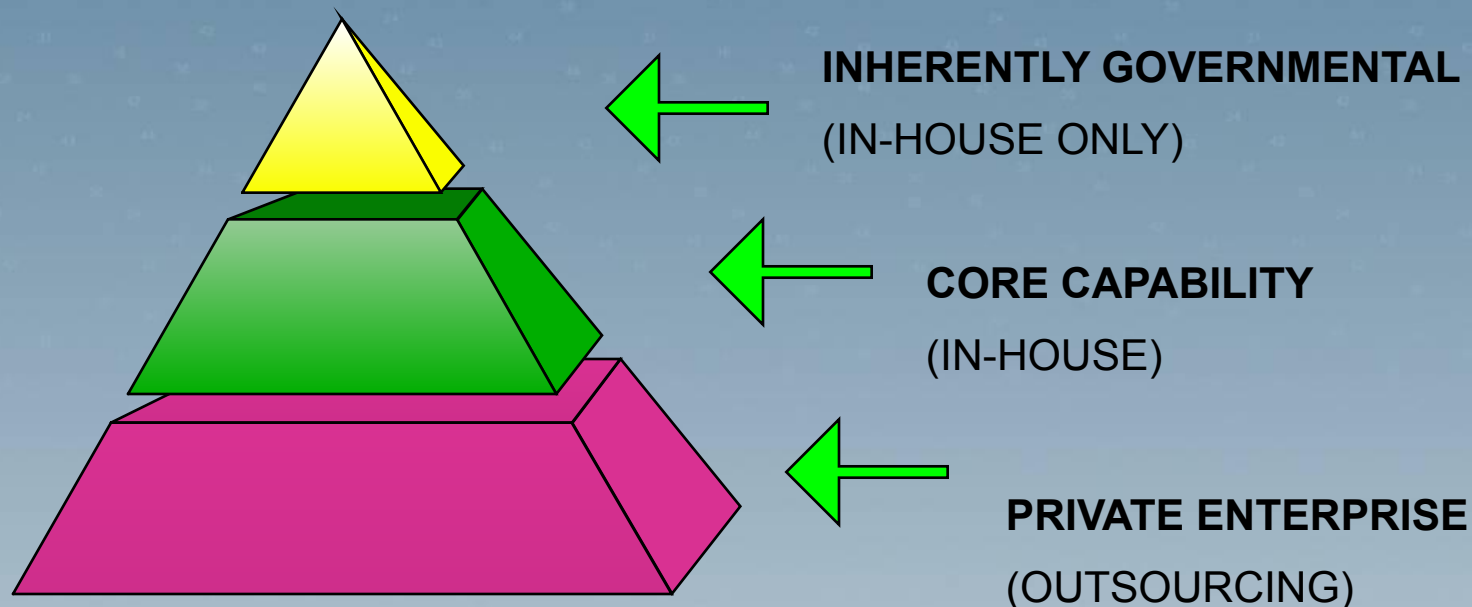 INHERENTLY GOVERNMENTAL
(IN-HOUSE ONLY)
CORE CAPABILITY
(IN-HOUSE)
PRIVATE ENTERPRISE
(OUTSOURCING)